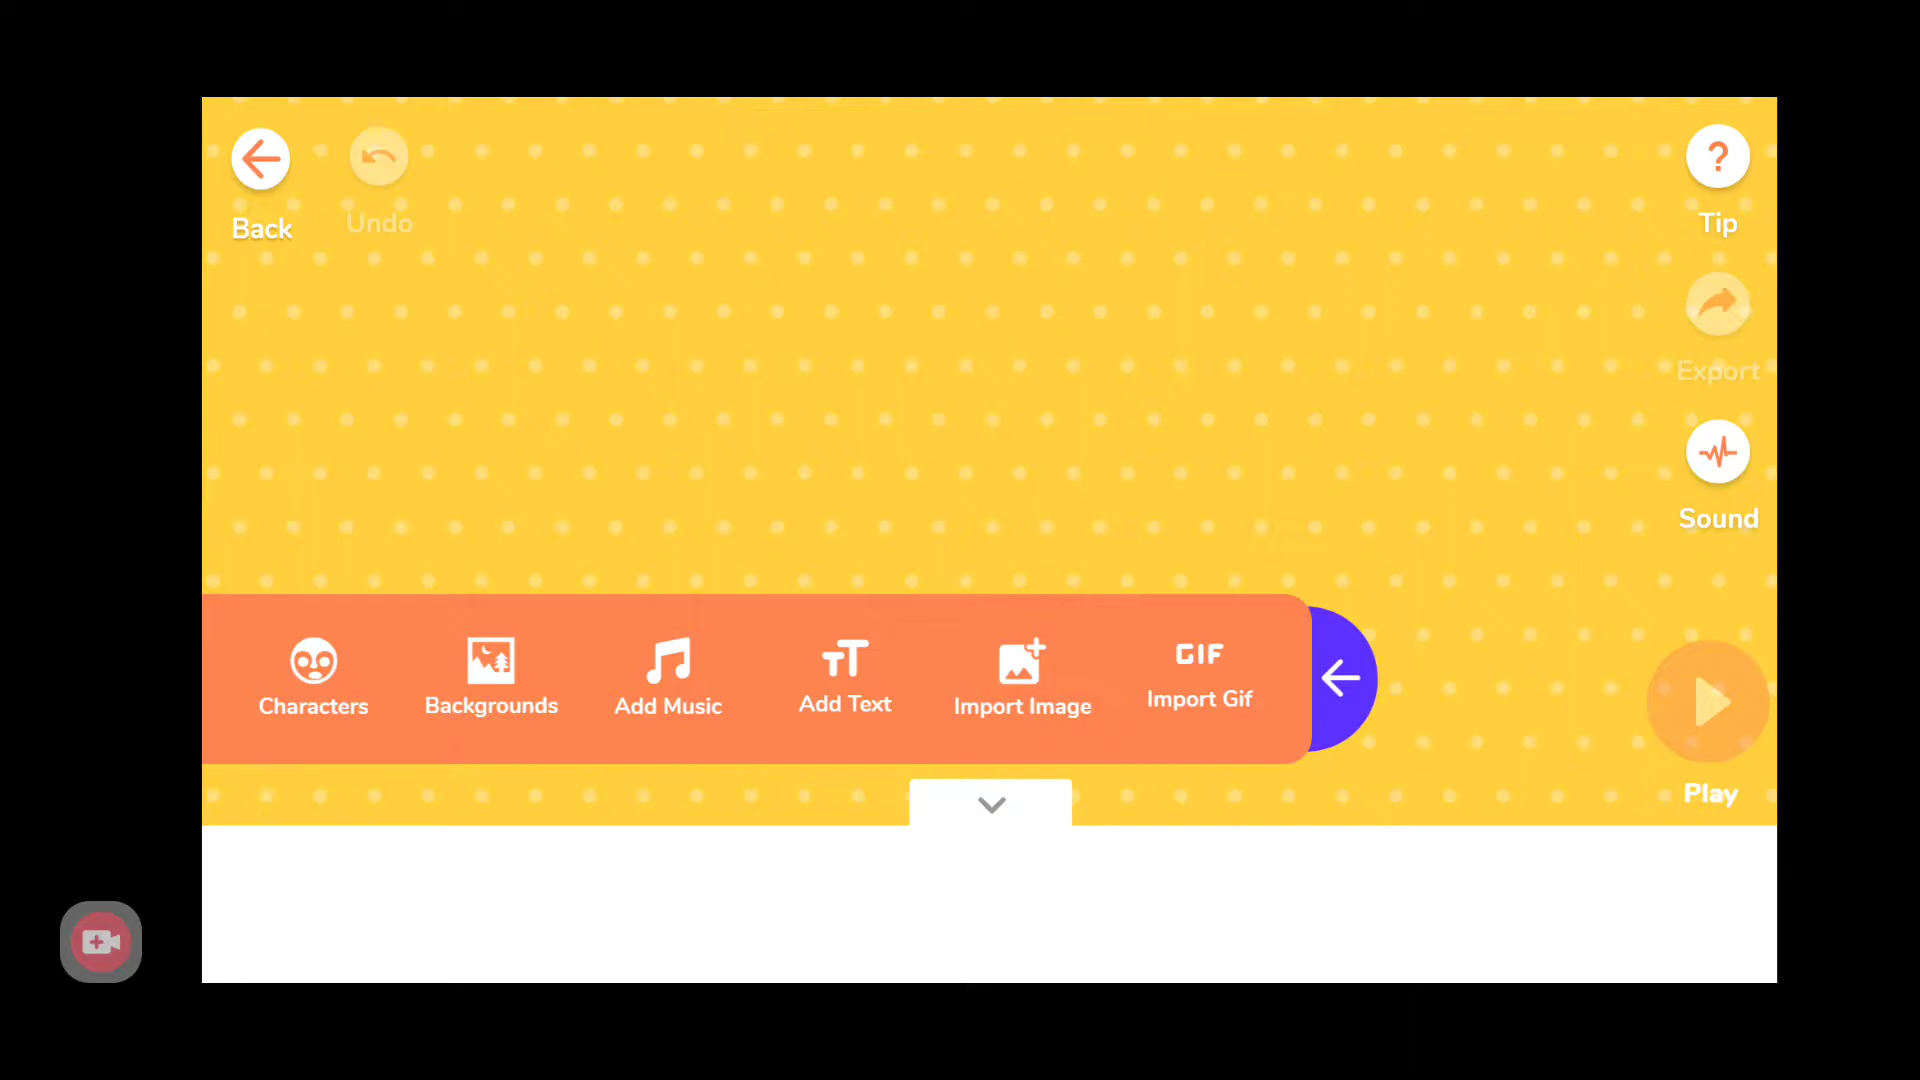 Back
Undo
Tip
Export
Sound
Characters
Backgrounds
Add Music
Add Text
Import Image
GIF
Import Gif
Play